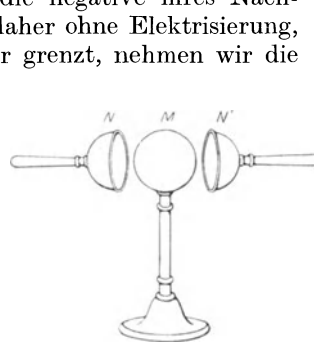 die negative ihres Nach-
daher ohne Elektrisierung,
r grenzt, nehmen wir die
N M N'